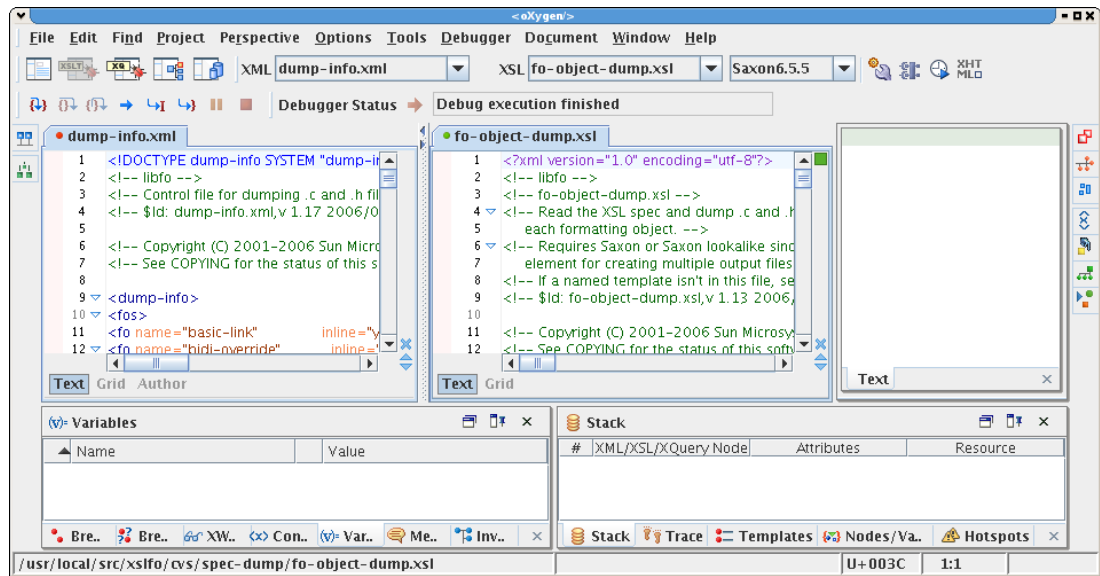 <oXygen/>
File Edit Find Project Perspective Options Tools Debugger Document Window Help
XSLT XQ XML dump-info.xml XSL fo-object-dump.xsl Saxon6.5.5 XHT ML
Debugger Status Debug execution finished
dump-info.xml
1 <!DOCTYPE dump-info SYSTEM "dump-in
2 <!-- libfo -->
3 <!-- Control file for dumping .c and .h fil
4 <!-- $Id: dump-info.xml,v 1.17 2006/0
5
6 <!-- Copyright (C) 2001-2006 Sun Micro
7 <!-- See COPYING for the status of this s
8
9 <dump-info>
10 <fos>
11 <fo name="basic-link" inline="y
12 <fo name="bidi-override" inline="
Text Grid Author
fo-object-dump.xsl
1 <?xml version="1.0" encoding="utf-8"?>
2 <!-- libfo -->
3 <!-- fo-object-dump.xsl -->
4 <!-- Read the XSL spec and dump .c and .h
5 each formatting object. -->
6 <!-- Requires Saxon or Saxon lookalike sinc
7 element for creating multiple output files
8 <!-- If a named template isn't in this file, se
9 <!-- $Id: fo-object-dump.xsl,v 1.13 2006/
10
11 <!-- Copyright (C) 2001-2006 Sun Microsy
12 <!-- See COPYING for the status of this softw
Text Grid
Text
(v)= Variables
Name Value
Bre.. Bre.. XW.. Con.. (v)= Var.. Me.. Inv..
Stack
# XML/XSL/XQuery Node Attributes Resource
Stack Trace Templates Nodes/Va.. Hotspots
/usr/local/src/xslfo/cvs/spec-dump/fo-object-dump.xsl U+003C 1:1